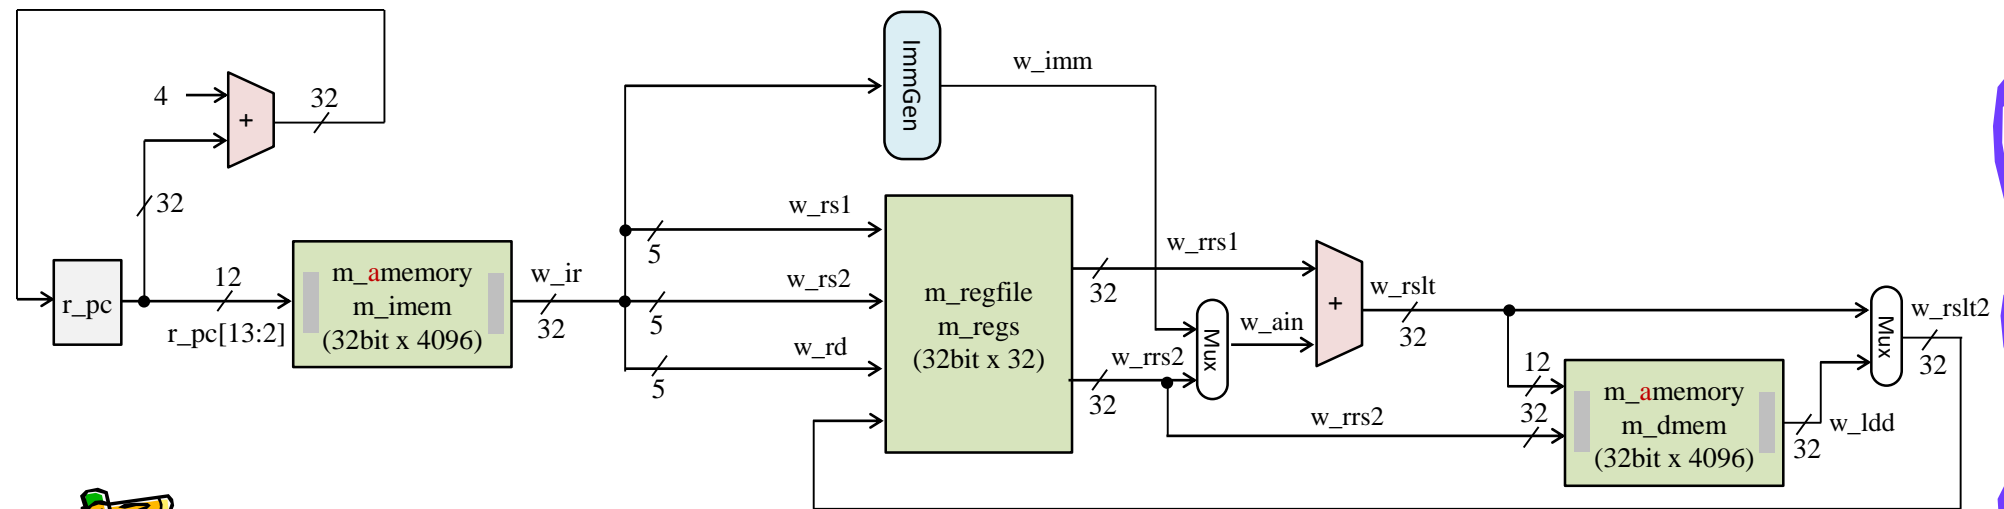 4
+
32
32
r_pc
12
r_pc[13:2]
m_amemory
m_imem
(32bit x 4096)
w_ir
32
ImmGen
w_imm
w_rs1
5
w_rs2
5
w_rd
5
m_regfile
m_regs
(32bit x 32)
w_rrs1
32
w_rrs2
32
Mux
w_ain
+
w_rslt
32
w_rrs2
12
32
m_amemory
m_dmem
(32bit x 4096)
32
w_ldd
Mux
w_rslt2
32